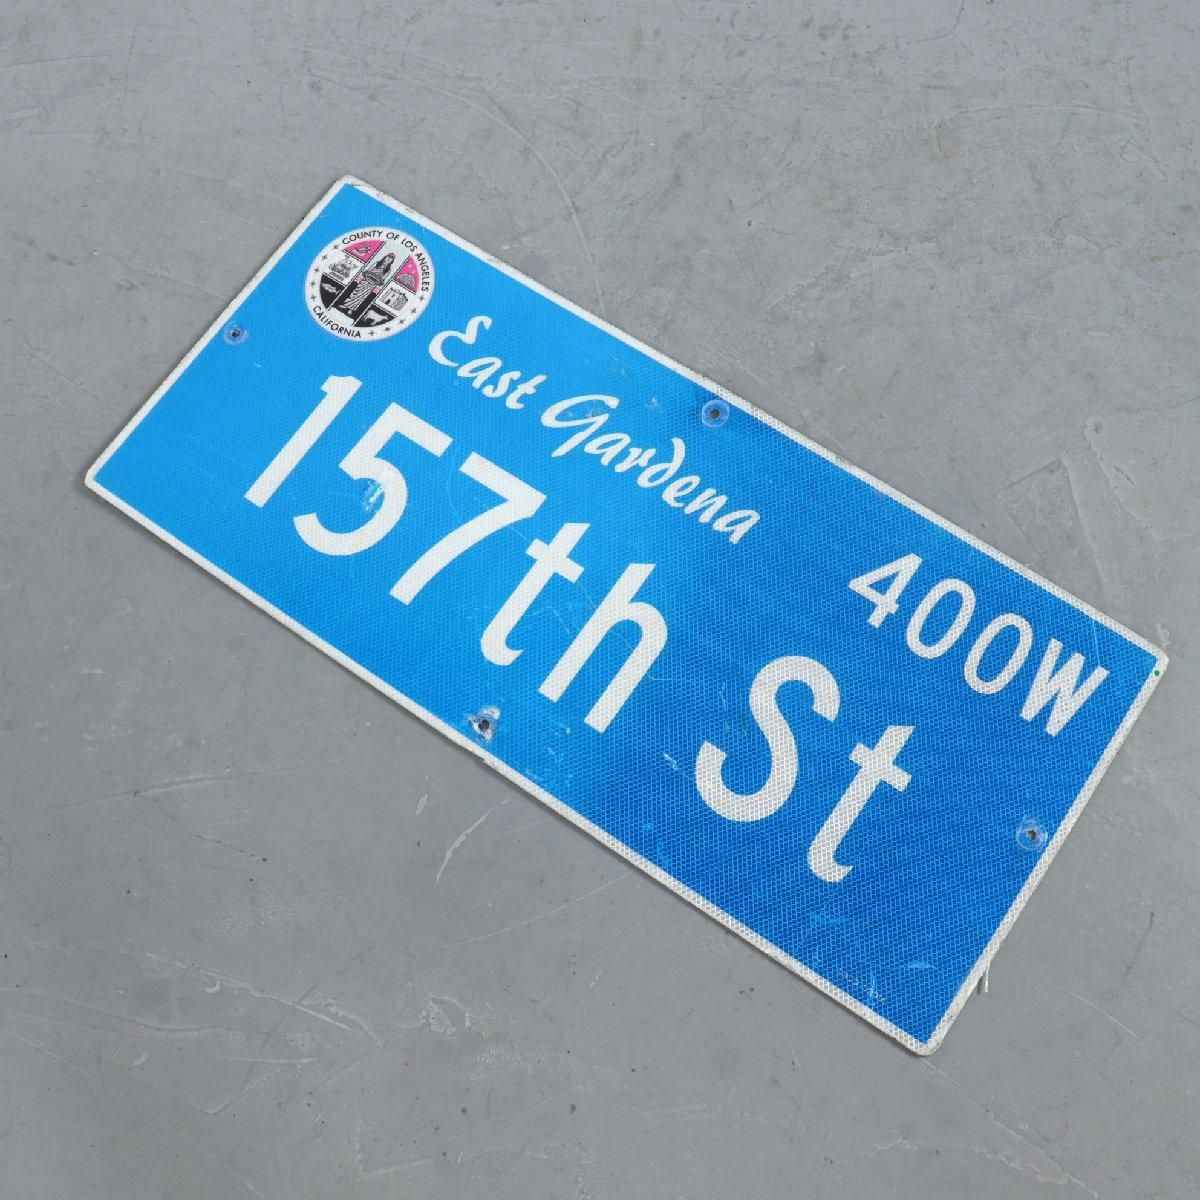 COUNTY OF LOS ANGELES
CALIFORNIA
East Gardena
400W
157th St